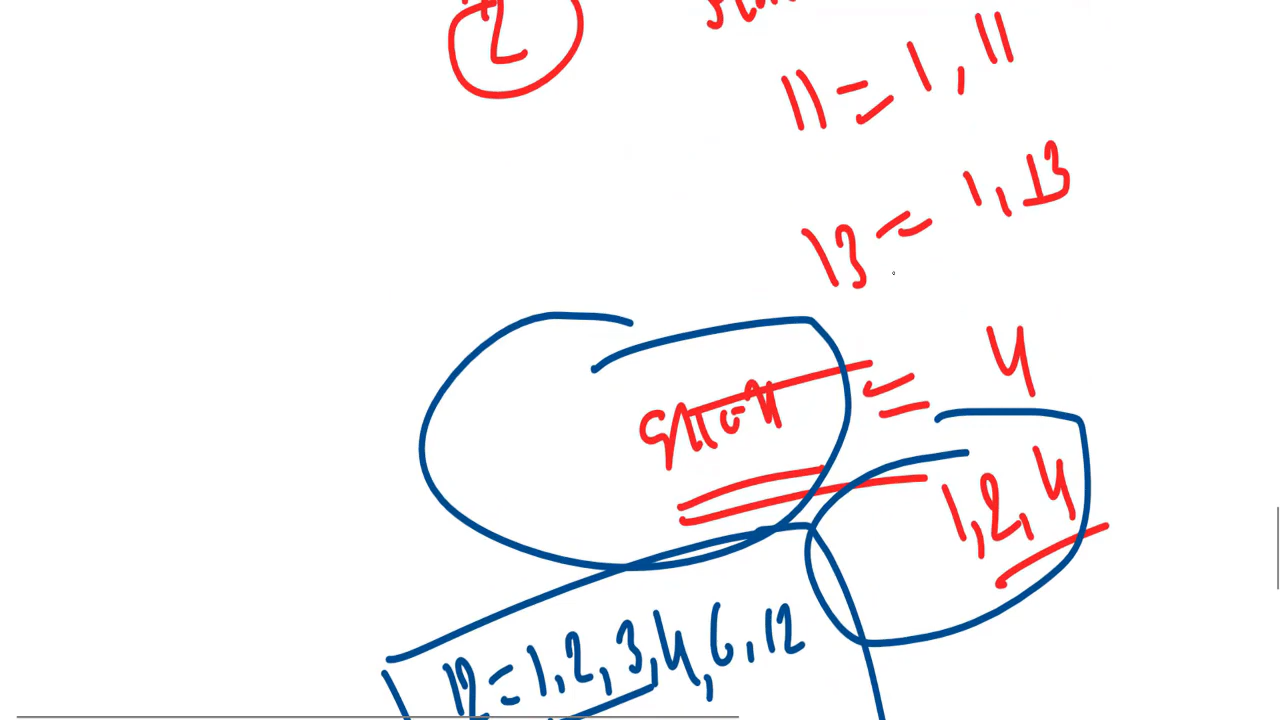 2
11 = 1, 11
13 = 1, 13
= 4
1, 2, 4
12 = 1, 2, 3, 4, 6, 12